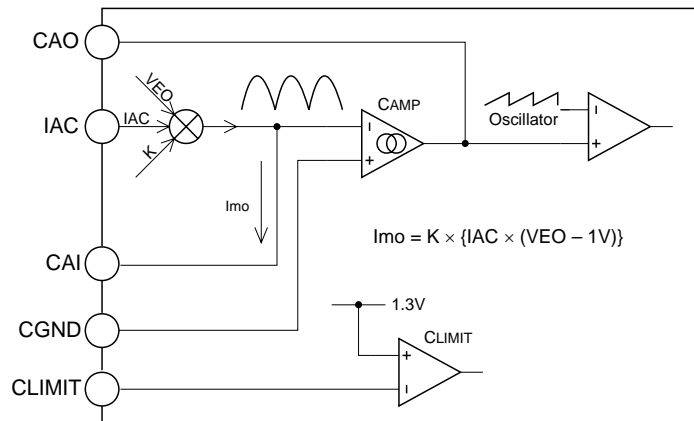 CAO
VEO
CAMP
IAC
IAC
Oscillator
K
Imo
Imo = K × {IAC × (VEO – 1V)}
CAI
1.3V
CGND
CLIMIT
CLIMIT